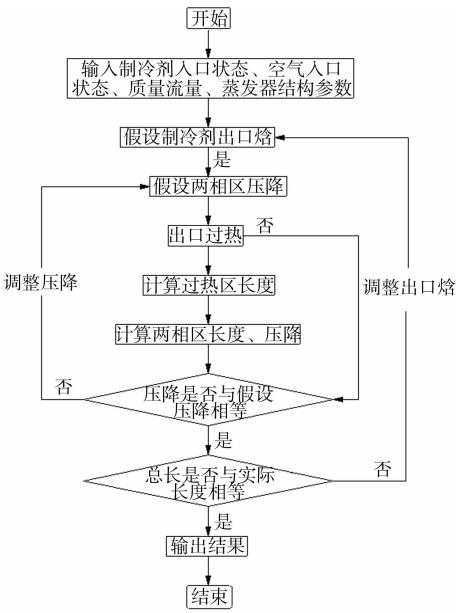 开始
输入制冷剂入口状态、空气入口
状态、质量流量、蒸发器结构参数
假设制冷剂出口焓
是
假设两相区压降
出口过热
否
调整压降
计算过热区长度
调整出口焓
计算两相区长度、压降
否
压降是否与假设
压降相等
是
总长是否与实际
长度相等
否
是
输出结果
结束